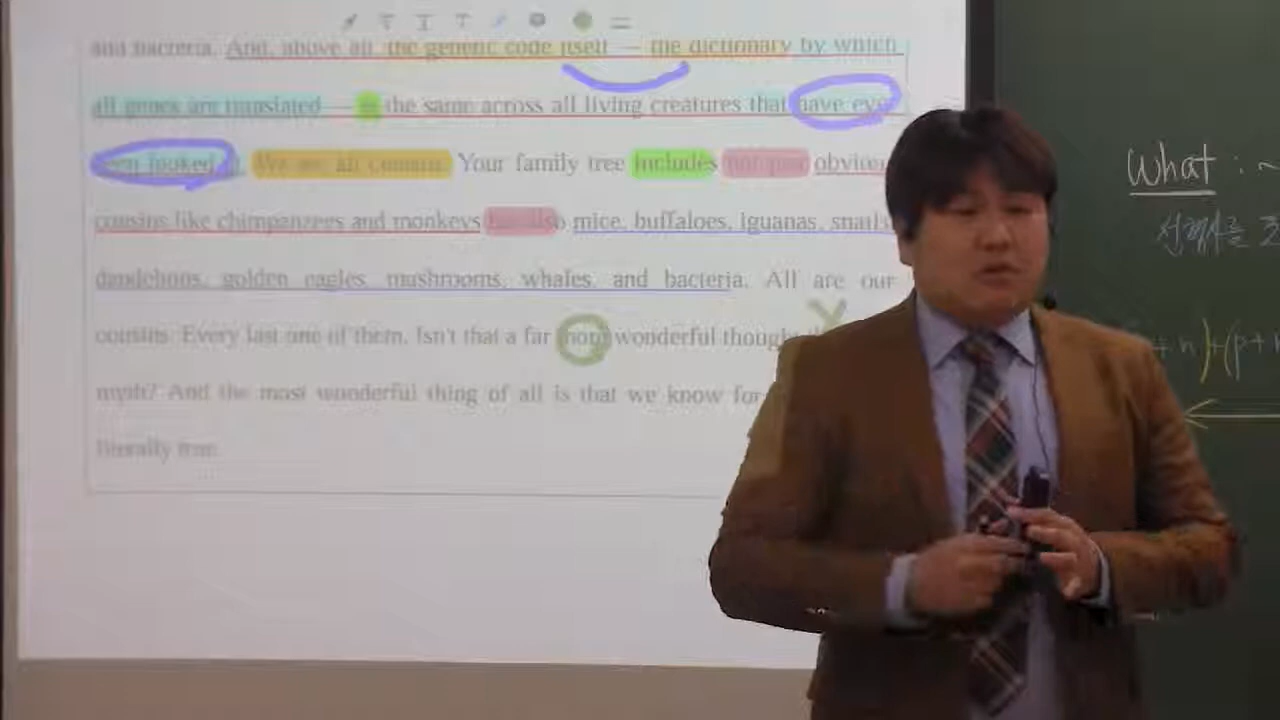 and bacteria. And, above all, the genetic code itself — the dictionary by which
all genes are translated — is the same across all living creatures that have ever
been looked at. We are all cousins. Your family tree includes not just obvious
cousins like chimpanzees and monkeys but also mice, buffaloes, iguanas, snails,
dandelions, golden eagles, mushrooms, whales, and bacteria. All are our
cousins. Every last one of them. Isn't that a far more wonderful thought
myth? And the most wonderful thing of all is that we know for
literally true.
What : ~
선행사를
+ n)+(p+